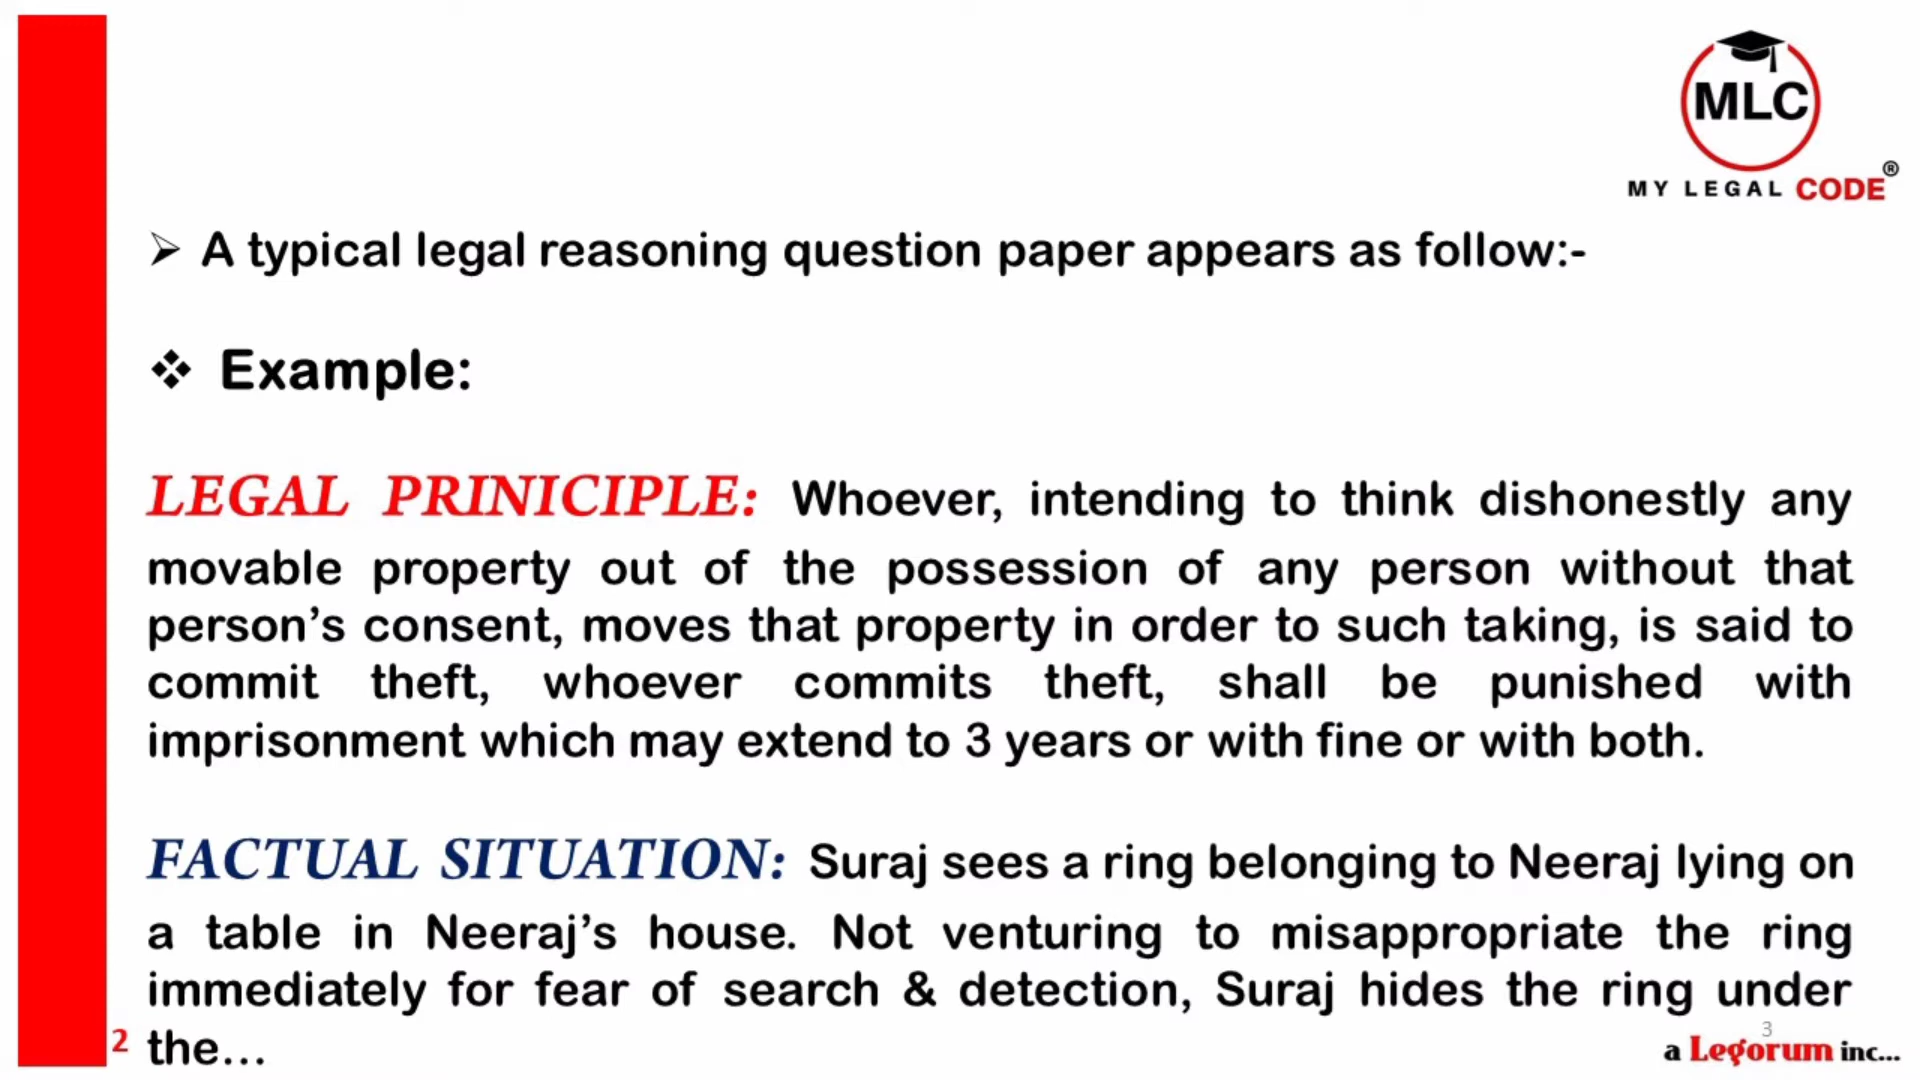 MLC
MY LEGAL CODE®
➢ A typical legal reasoning question paper appears as follow:-
❖ Example:
LEGAL PRINICIPLE: Whoever, intending to think dishonestly any
movable property out of the possession of any person without that
person's consent, moves that property in order to such taking, is said to
commit theft, whoever commits theft, shall be punished with
imprisonment which may extend to 3 years or with fine or with both.
FACTUAL SITUATION: Suraj sees a ring belonging to Neeraj lying on
a table in Neeraj's house. Not venturing to misappropriate the ring
immediately for fear of search & detection, Suraj hides the ring under
the...
2
3
a Legorum inc...